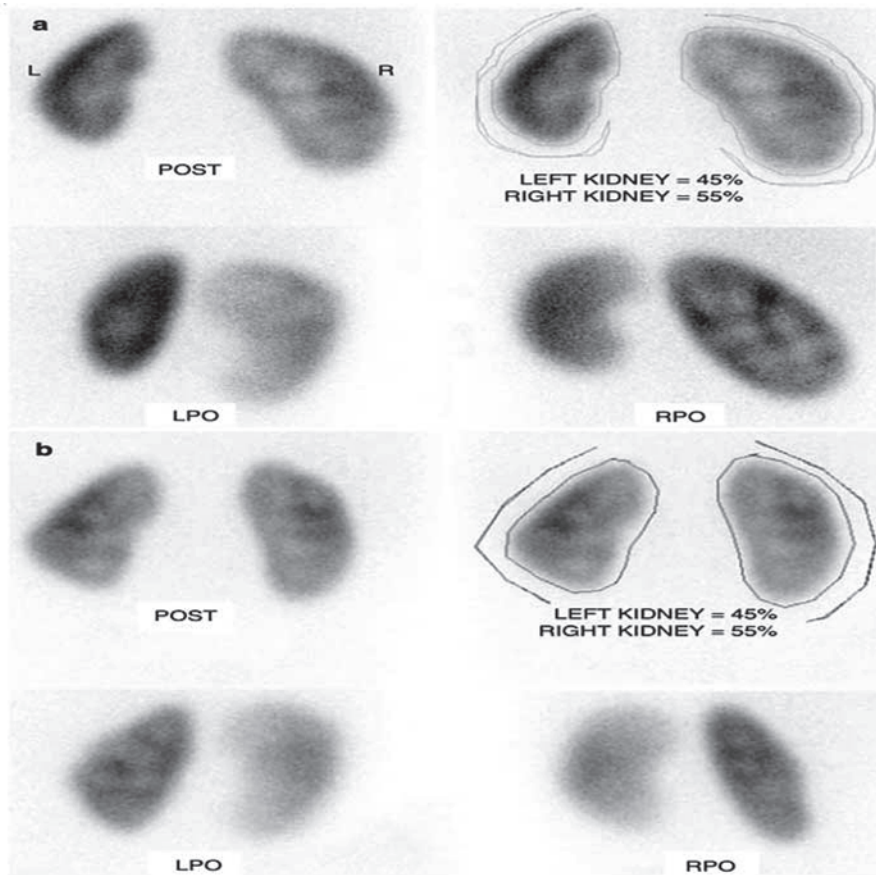 a
L
R
POST
LEFT KIDNEY = 45%
RIGHT KIDNEY = 55%
LPO
RPO
b
POST
LEFT KIDNEY = 45%
RIGHT KIDNEY = 55%
LPO
RPO